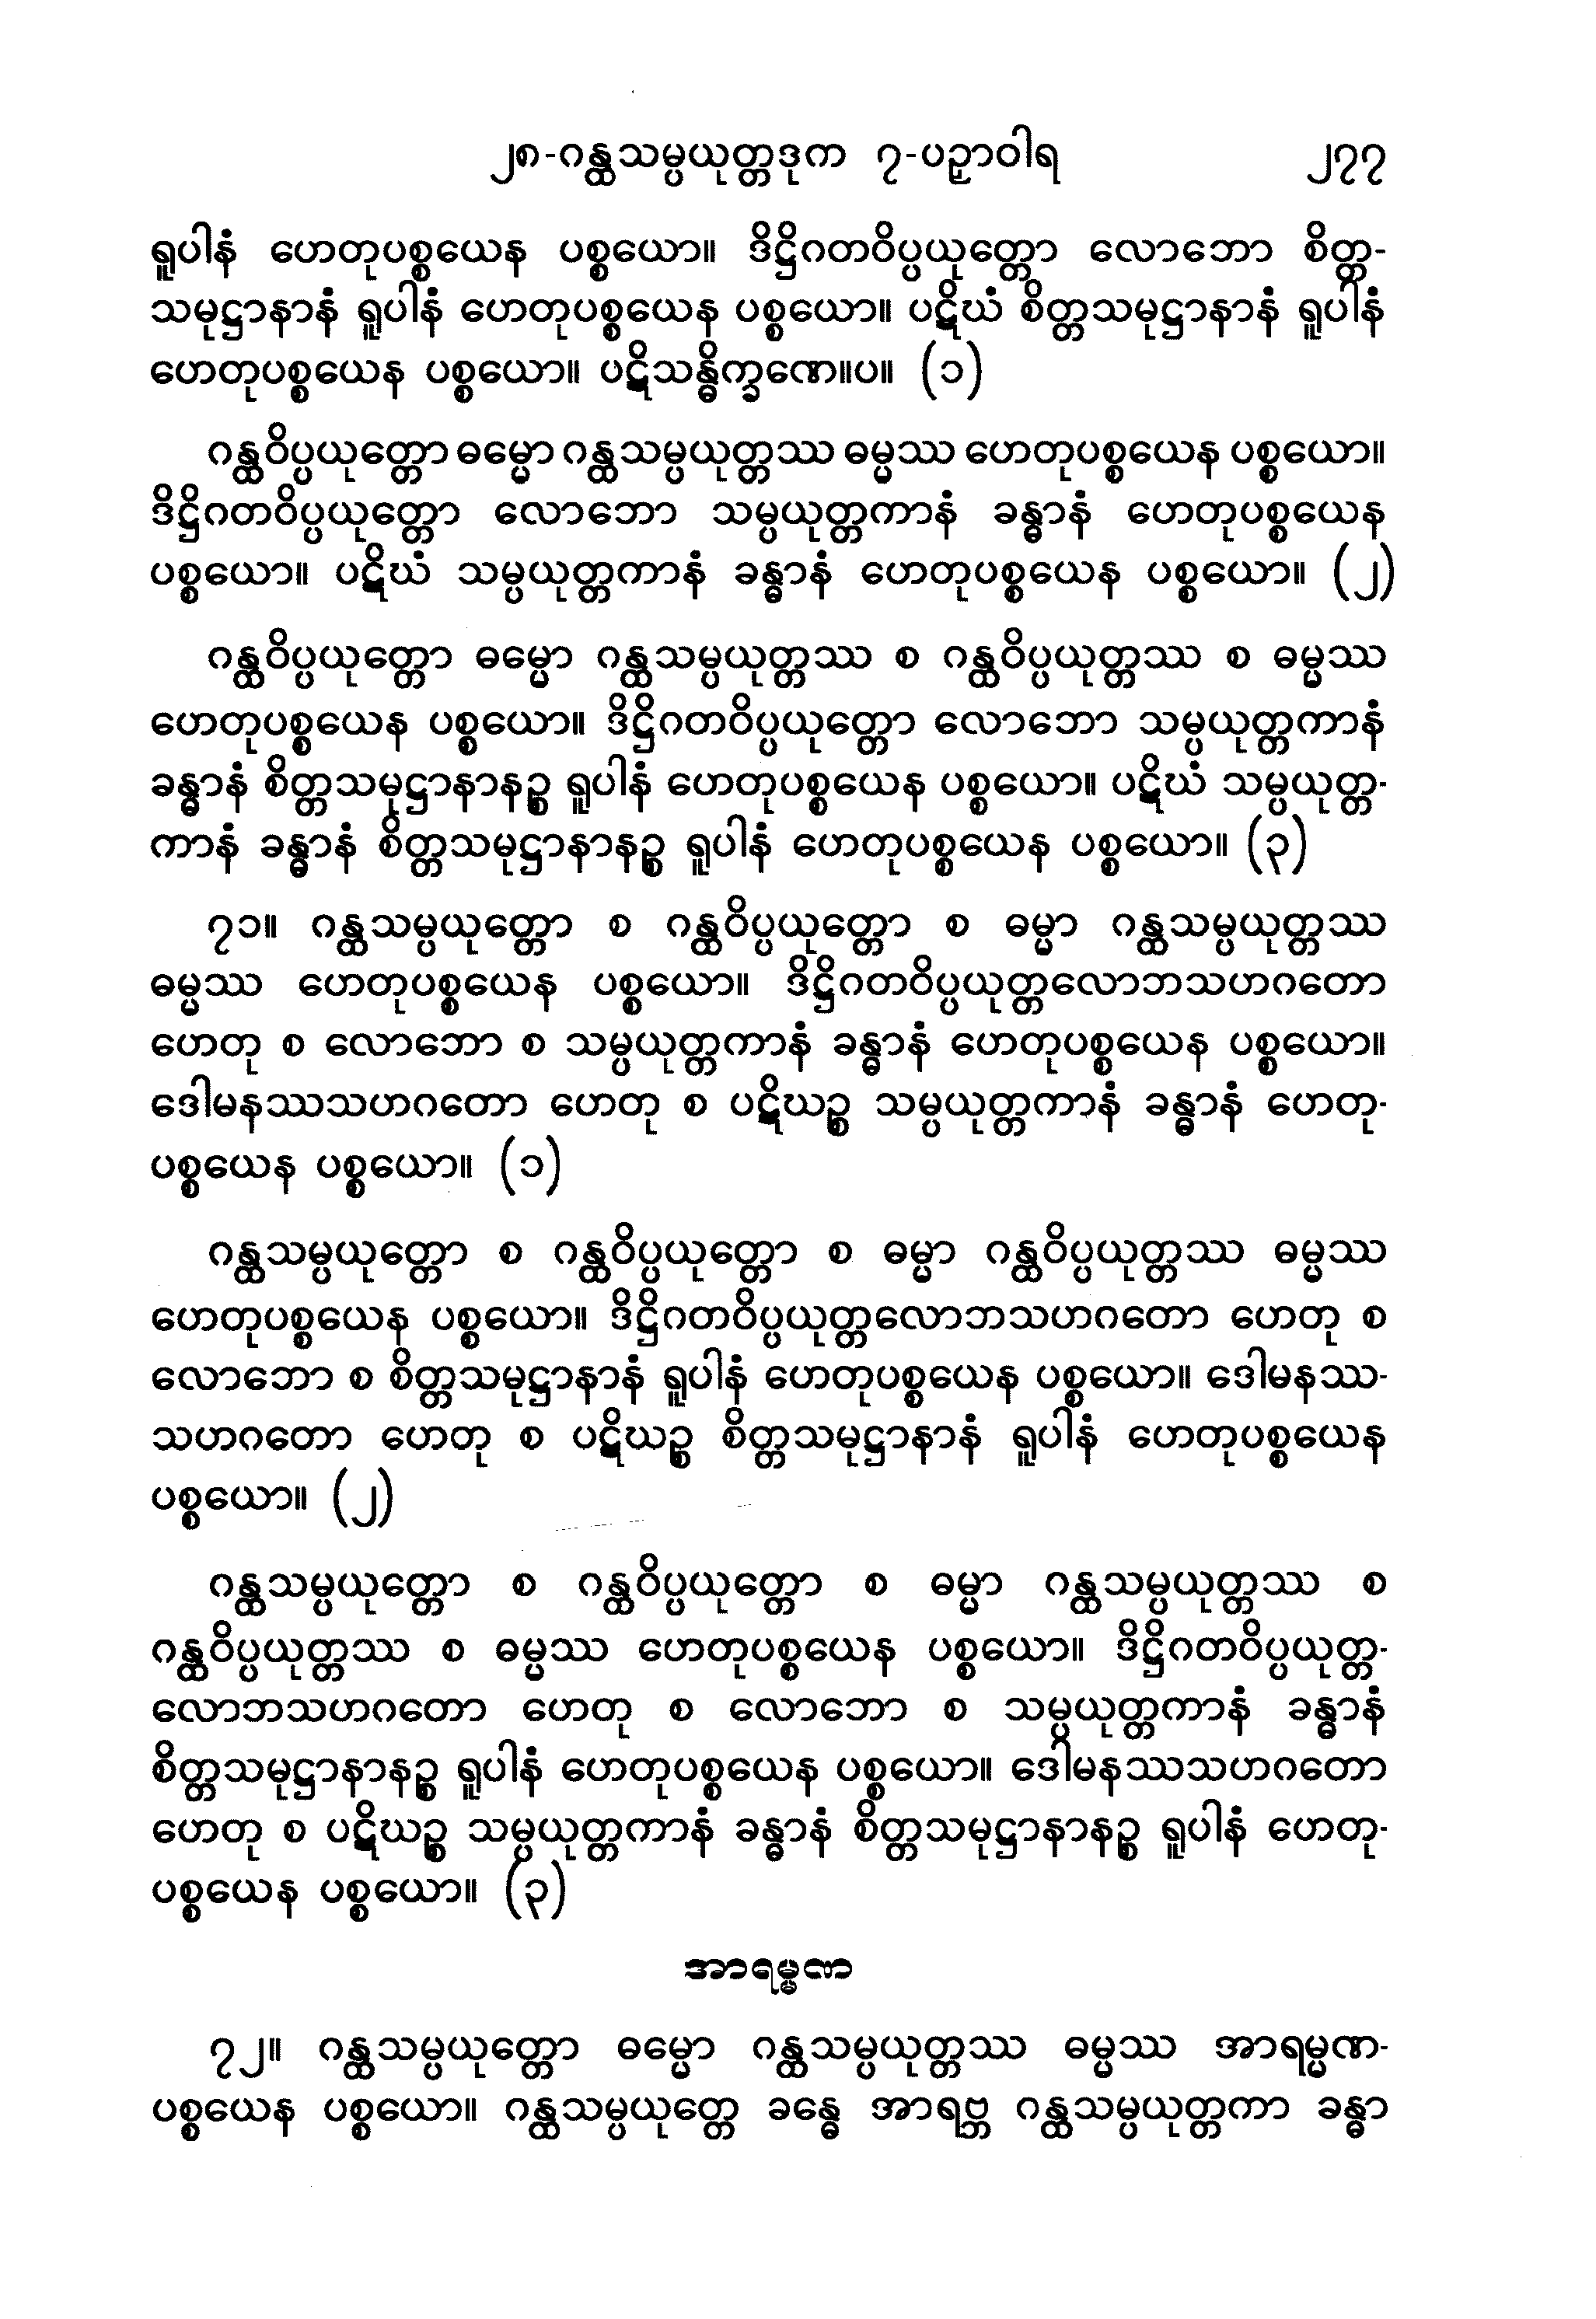 ၂၈-ဂန္ထသမ္ပယုတ္တဒုက ၇-ပဉှာဝါရ ၂၇၇
ရူပါနံ ဟေတုပစ္စယေန ပစ္စယော။ ဒိဋ္ဌိဂတဝိပ္ပယုတ္တော လောဘော စိတ္တ-
သမုဋ္ဌာနာနံ ရူပါနံ ဟေတုပစ္စယေန ပစ္စယော။ ပဋိဃံ စိတ္တသမုဋ္ဌာနာနံ ရူပါနံ
ဟေတုပစ္စယေန ပစ္စယော။ ပဋိသန္ဓိက္ခဏေ။ပ။ (၁)
ဂန္ထဝိပ္ပယုတ္တော ဓမ္မော ဂန္ထသမ္ပယုတ္တဿ ဓမ္မဿ ဟေတုပစ္စယေန ပစ္စယော။
ဒိဋ္ဌိဂတဝိပ္ပယုတ္တော လောဘော သမ္ပယုတ္တကာနံ ခန္ဓာနံ ဟေတုပစ္စယေန
ပစ္စယော။ ပဋိဃံ သမ္ပယုတ္တကာနံ ခန္ဓာနံ ဟေတုပစ္စယေန ပစ္စယော။ (၂)
ဂန္ထဝိပ္ပယုတ္တော ဓမ္မော ဂန္ထသမ္ပယုတ္တဿ စ ဂန္ထဝိပ္ပယုတ္တဿ စ ဓမ္မဿ
ဟေတုပစ္စယေန ပစ္စယော။ ဒိဋ္ဌိဂတဝိပ္ပယုတ္တော လောဘော သမ္ပယုတ္တကာနံ
ခန္ဓာနံ စိတ္တသမုဋ္ဌာနာနဉ္စ ရူပါနံ ဟေတုပစ္စယေန ပစ္စယော။ ပဋိဃံ သမ္ပယုတ္တ-
ကာနံ ခန္ဓာနံ စိတ္တသမုဋ္ဌာနာနဉ္စ ရူပါနံ ဟေတုပစ္စယေန ပစ္စယော။ (၃)
၇၁။ ဂန္ထသမ္ပယုတ္တော စ ဂန္ထဝိပ္ပယုတ္တော စ ဓမ္မာ ဂန္ထသမ္ပယုတ္တဿ
ဓမ္မဿ ဟေတုပစ္စယေန ပစ္စယော။ ဒိဋ္ဌိဂတဝိပ္ပယုတ္တလောဘသဟဂတော
ဟေတု စ လောဘော စ သမ္ပယုတ္တကာနံ ခန္ဓာနံ ဟေတုပစ္စယေန ပစ္စယော။
ဒေါမနဿသဟဂတော ဟေတု စ ပဋိဃဉ္စ သမ္ပယုတ္တကာနံ ခန္ဓာနံ ဟေတု-
ပစ္စယေန ပစ္စယော။ (၁)
ဂန္ထသမ္ပယုတ္တော စ ဂန္ထဝိပ္ပယုတ္တော စ ဓမ္မာ ဂန္ထဝိပ္ပယုတ္တဿ ဓမ္မဿ
ဟေတုပစ္စယေန ပစ္စယော။ ဒိဋ္ဌိဂတဝိပ္ပယုတ္တလောဘသဟဂတော ဟေတု စ
လောဘော စ စိတ္တသမုဋ္ဌာနာနံ ရူပါနံ ဟေတုပစ္စယေန ပစ္စယော။ ဒေါမနဿ-
သဟဂတော ဟေတု စ ပဋိဃဉ္စ စိတ္တသမုဋ္ဌာနာနံ ရူပါနံ ဟေတုပစ္စယေန
ပစ္စယော။ (၂)
ဂန္ထသမ္ပယုတ္တော စ ဂန္ထဝိပ္ပယုတ္တော စ ဓမ္မာ ဂန္ထသမ္ပယုတ္တဿ စ
ဂန္ထဝိပ္ပယုတ္တဿ စ ဓမ္မဿ ဟေတုပစ္စယေန ပစ္စယော။ ဒိဋ္ဌိဂတဝိပ္ပယုတ္တ-
လောဘသဟဂတော ဟေတု စ လောဘော စ သမ္ပယုတ္တကာနံ ခန္ဓာနံ
စိတ္တသမုဋ္ဌာနာနဉ္စ ရူပါနံ ဟေတုပစ္စယေန ပစ္စယော။ ဒေါမနဿသဟဂတော
ဟေတု စ ပဋိဃဉ္စ သမ္ပယုတ္တကာနံ ခန္ဓာနံ စိတ္တသမုဋ္ဌာနာနဉ္စ ရူပါနံ ဟေတု-
ပစ္စယေန ပစ္စယော။ (၃)
အာရမ္မဏ
၇၂။ ဂန္ထသမ္ပယုတ္တော ဓမ္မော ဂန္ထသမ္ပယုတ္တဿ ဓမ္မဿ အာရမ္မဏ-
ပစ္စယေန ပစ္စယော။ ဂန္ထသမ္ပယုတ္တေ ခန္ဓေ အာရဗ္ဘ ဂန္ထသမ္ပယုတ္တကာ ခန္ဓာ